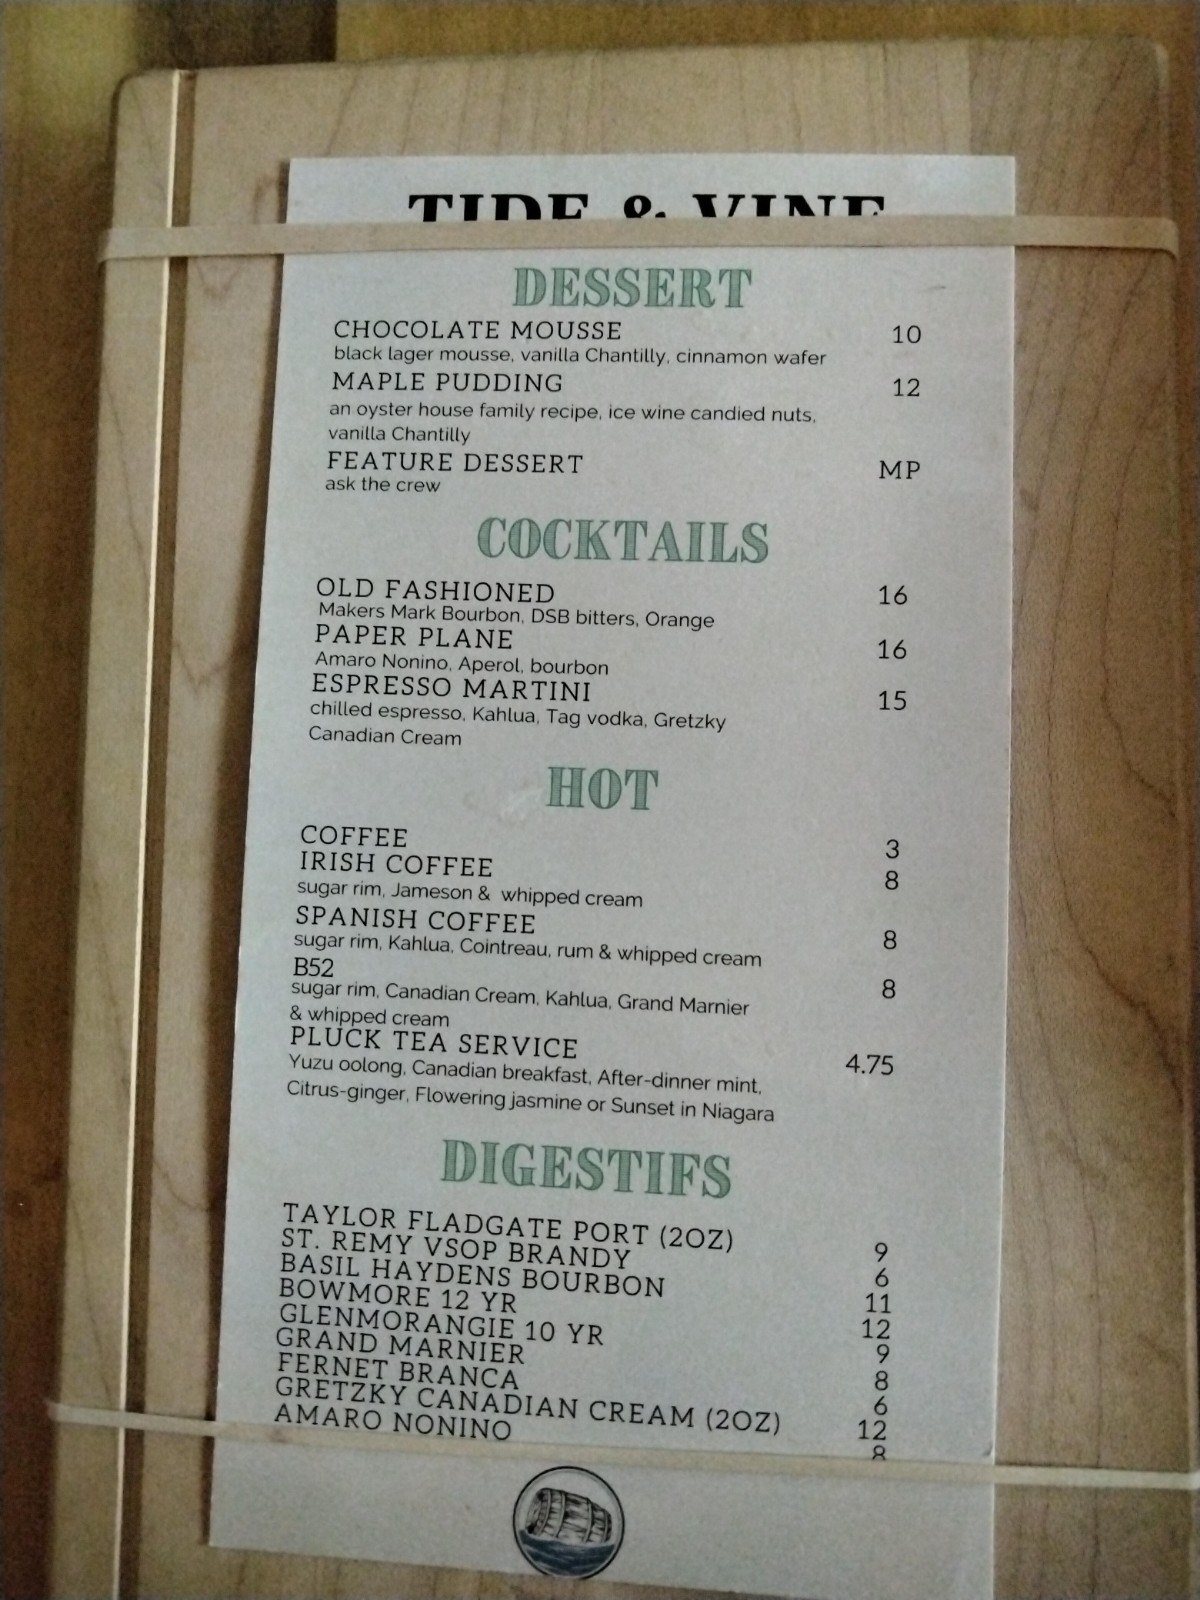 TIDE & VINE
DESSERT
CHOCOLATE MOUSSE 10
black lager mousse, vanilla Chantilly, cinnamon wafer
MAPLE PUDDING 12
an oyster house family recipe, ice wine candied nuts,
vanilla Chantilly
FEATURE DESSERT MP
ask the crew
COCKTAILS
OLD FASHIONED 16
Makers Mark Bourbon, DSB bitters, Orange
PAPER PLANE 16
Amaro Nonino, Aperol, bourbon
ESPRESSO MARTINI 15
chilled espresso, Kahlua, Tag vodka, Gretzky
Canadian Cream
HOT
COFFEE 3
IRISH COFFEE 8
sugar rim, Jameson & whipped cream
SPANISH COFFEE 8
sugar rim, Kahlua, Cointreau, rum & whipped cream
B52 8
sugar rim, Canadian Cream, Kahlua, Grand Marnier
& whipped cream
PLUCK TEA SERVICE 4.75
Yuzu oolong, Canadian breakfast, After-dinner mint,
Citrus-ginger, Flowering jasmine or Sunset in Niagara
DIGESTIFS
TAYLOR FLADGATE PORT (2OZ) 9
ST. REMY VSOP BRANDY 6
BASIL HAYDENS BOURBON 11
BOWMORE 12 YR 12
GLENMORANGIE 10 YR 9
GRAND MARNIER 8
FERNET BRANCA 6
GRETZKY CANADIAN CREAM (2OZ) 12
AMARO NONINO 8